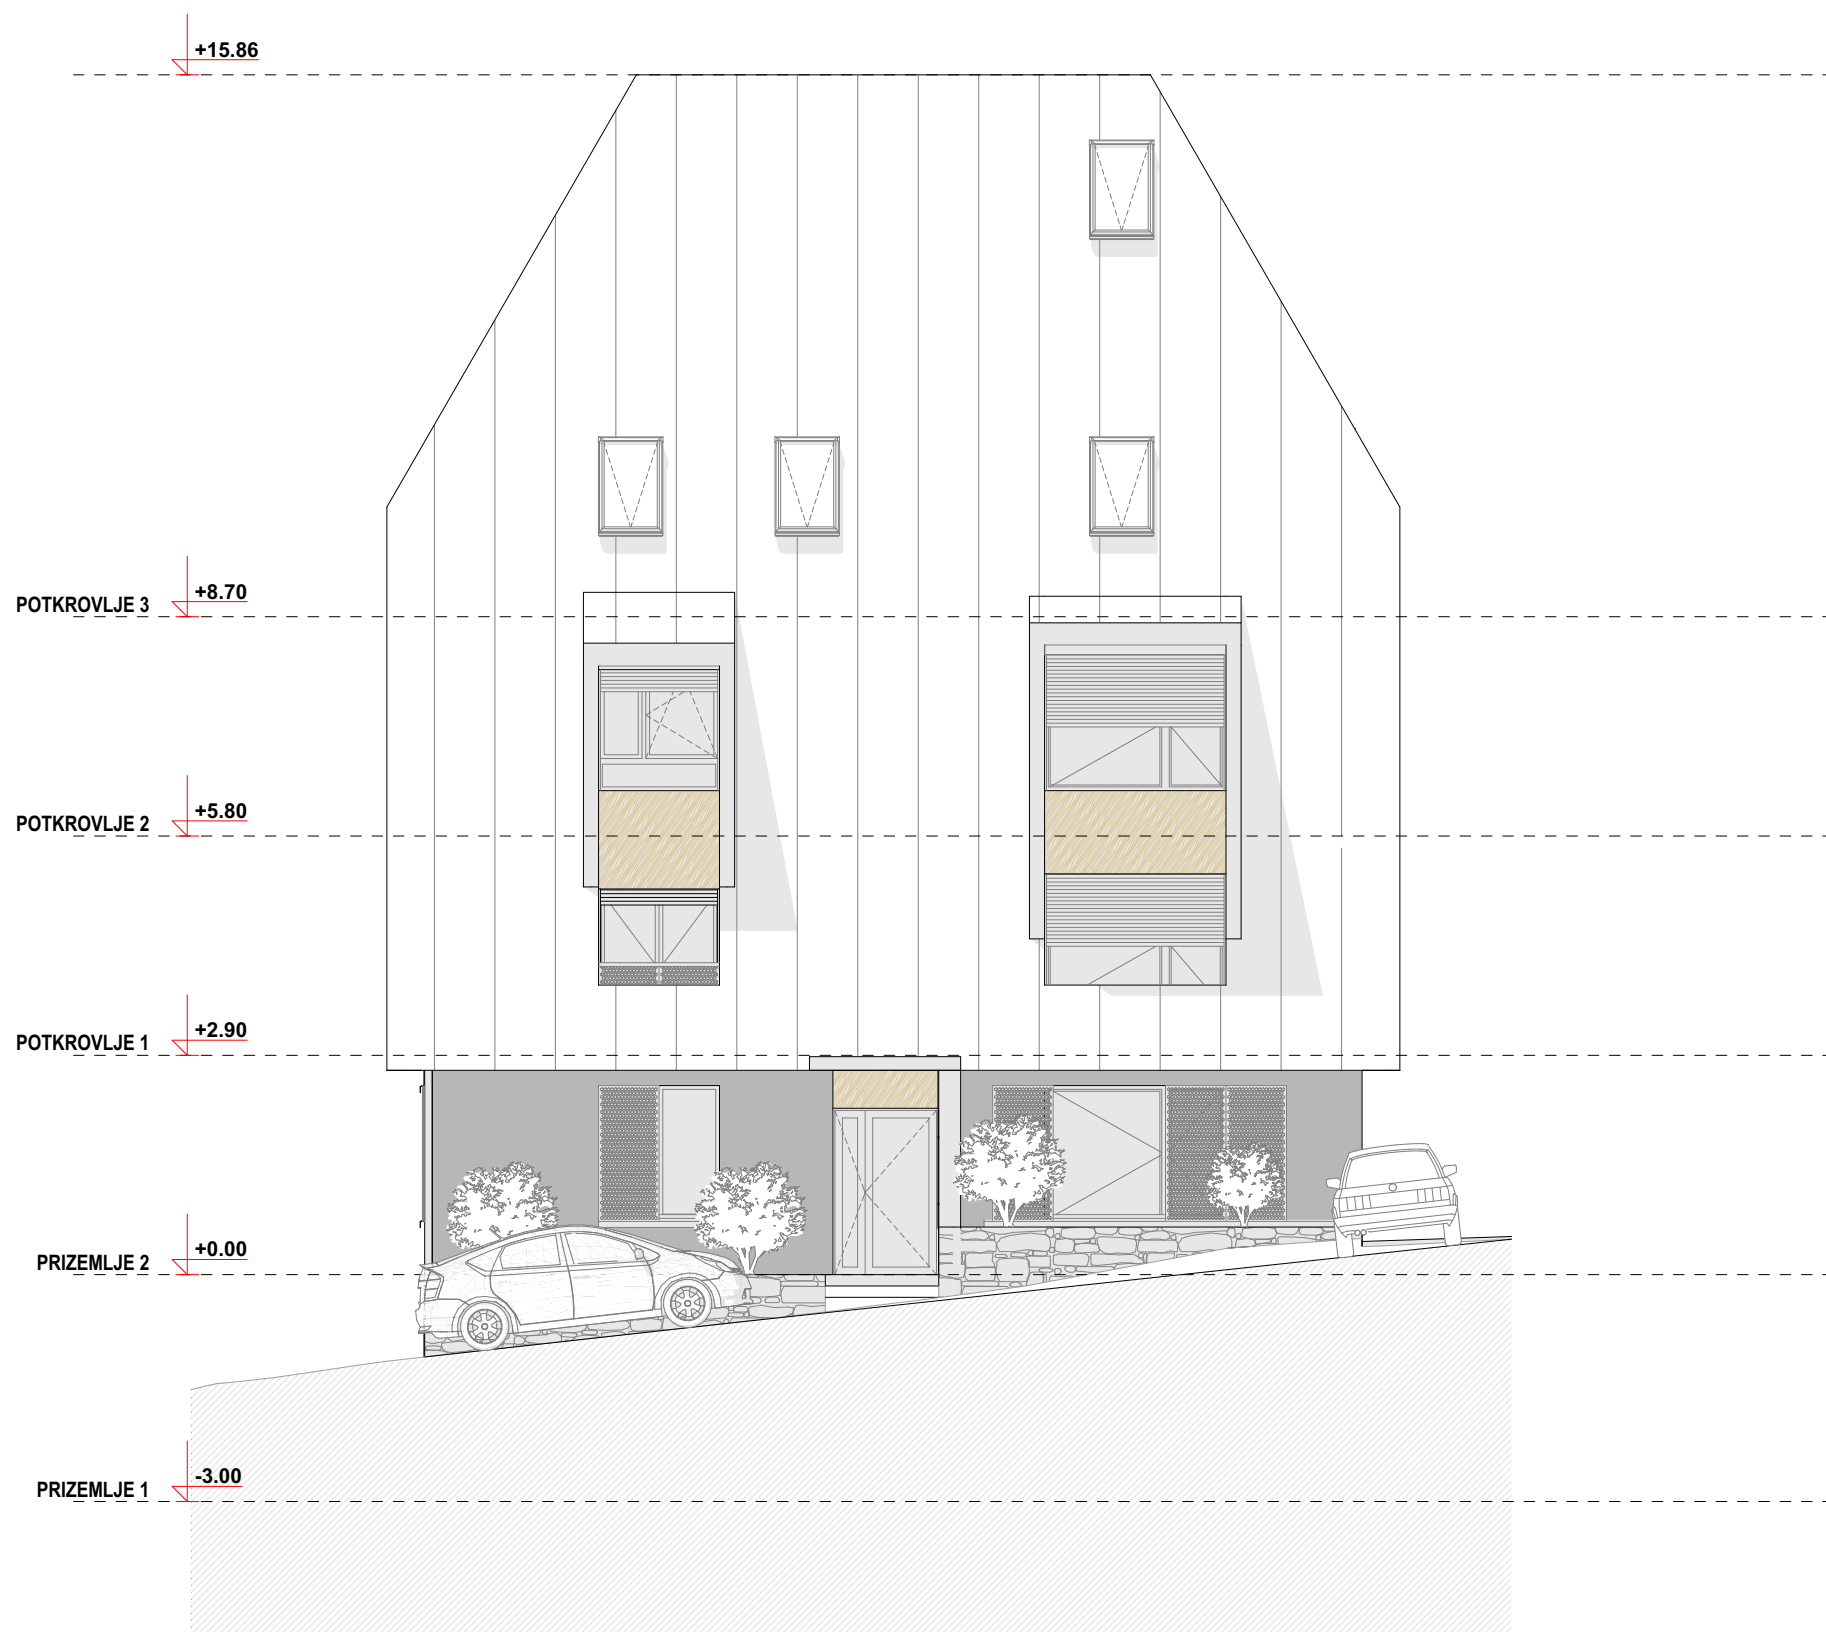 +15.86
+8.70
POTKROVLJE 3
+5.80
POTKROVLJE 2
+2.90
POTKROVLJE 1
+0.00
PRIZEMLJE 2
-3.00
PRIZEMLJE 1